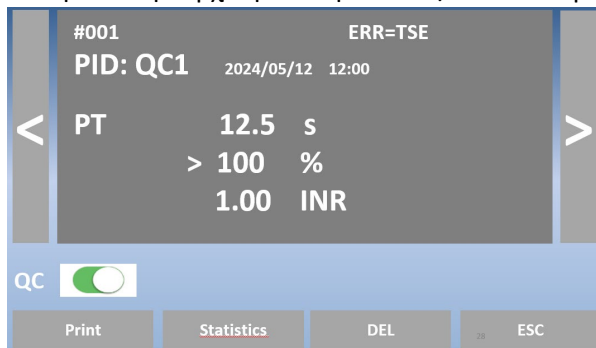 #001 ERR=TSE
PID: QC1 2024/05/12 12:00
PT 12.5 s
> 100 %
1.00 INR
< >
QC
Print Statistics DEL 28 ESC